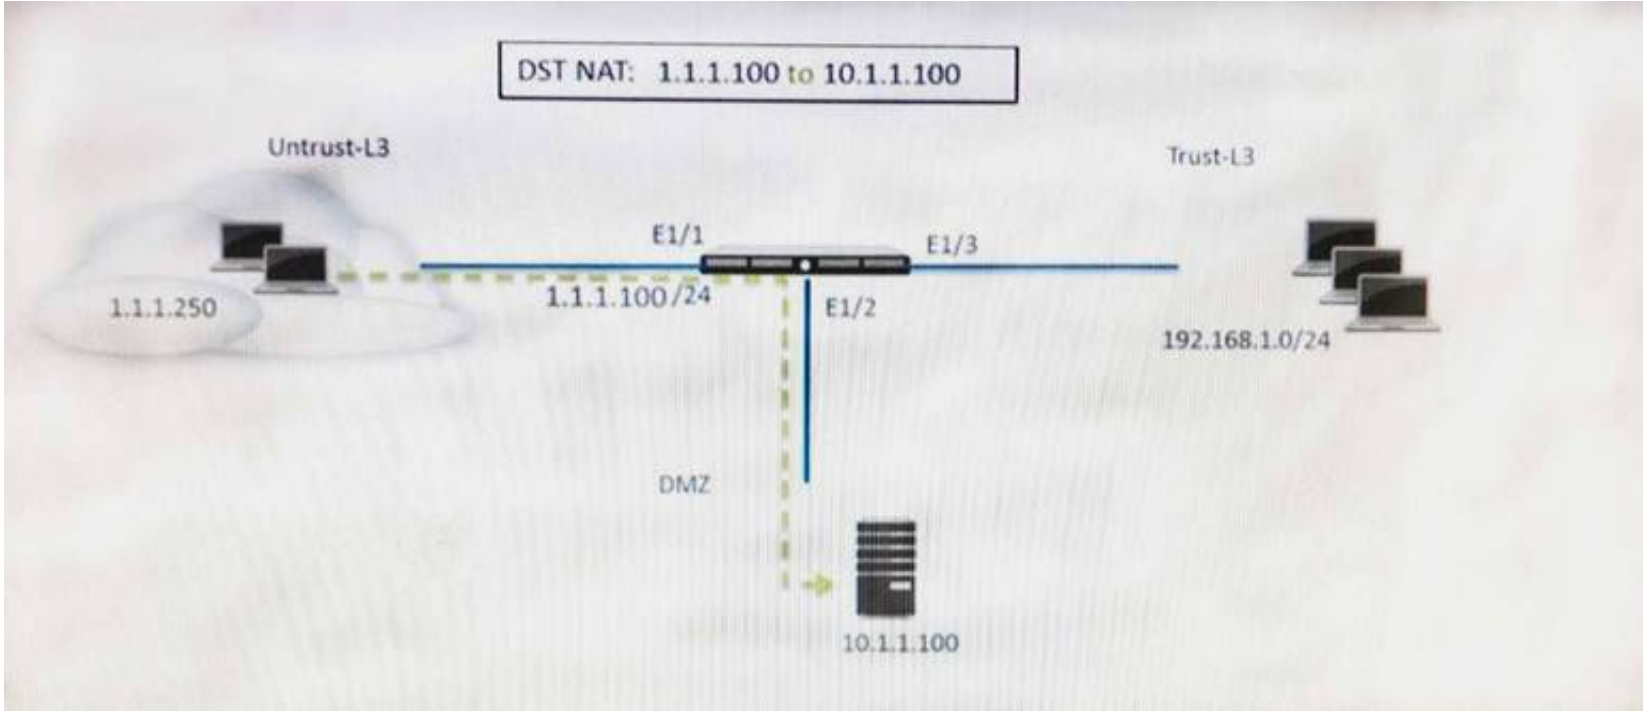 DST NAT: 1.1.1.100 to 10.1.1.100
Untrust-L3
Trust-L3
E1/1
E1/3
1.1.1.250
1.1.1.100/24
E1/2
192.168.1.0/24
DMZ
10.1.1.100